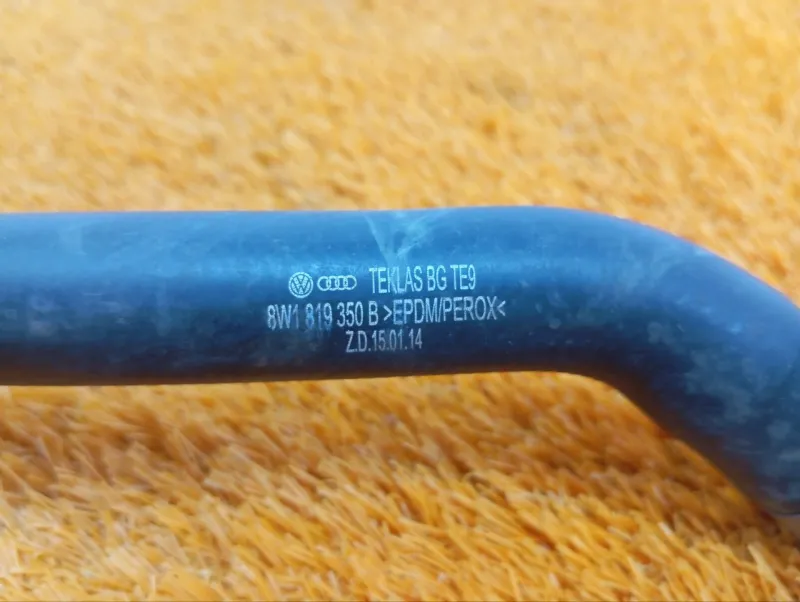 TEKLAS BG TE9
8W1 819 350 B >EPDM/PEROX<
Z.D.15.01.14